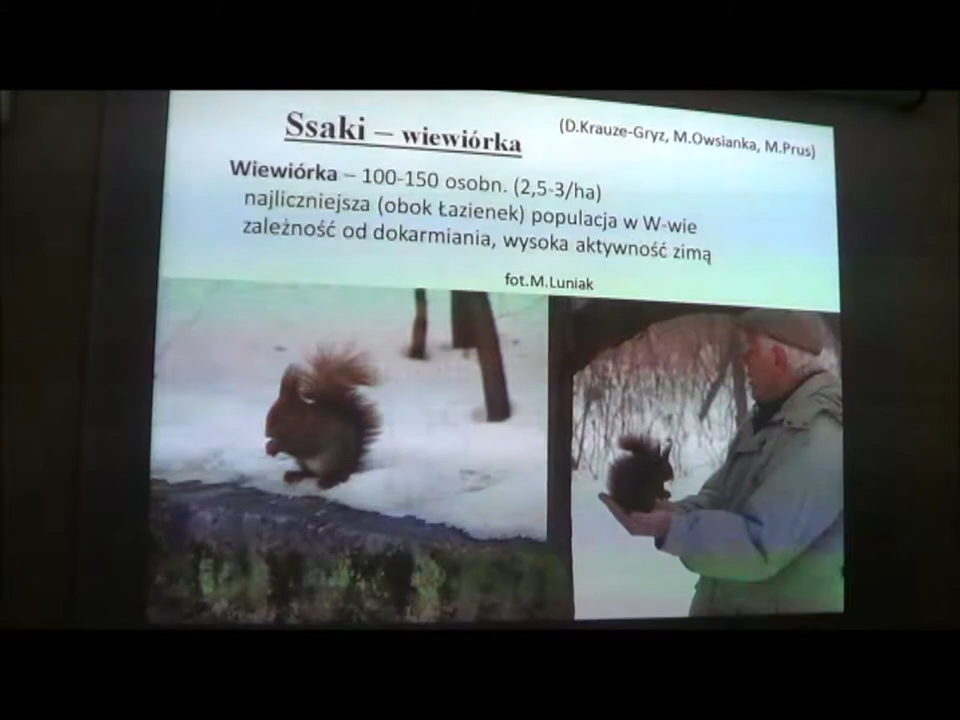 Ssaki – wiewiórka
(D.Krauze-Gryz, M.Owsianka, M.Prus)
Wiewiórka – 100-150 osobn. (2,5-3/ha)
najliczniejsza (obok Łazienek) populacja w W-wie
zależność od dokarmiania, wysoka aktywność zimą
fot.M.Luniak